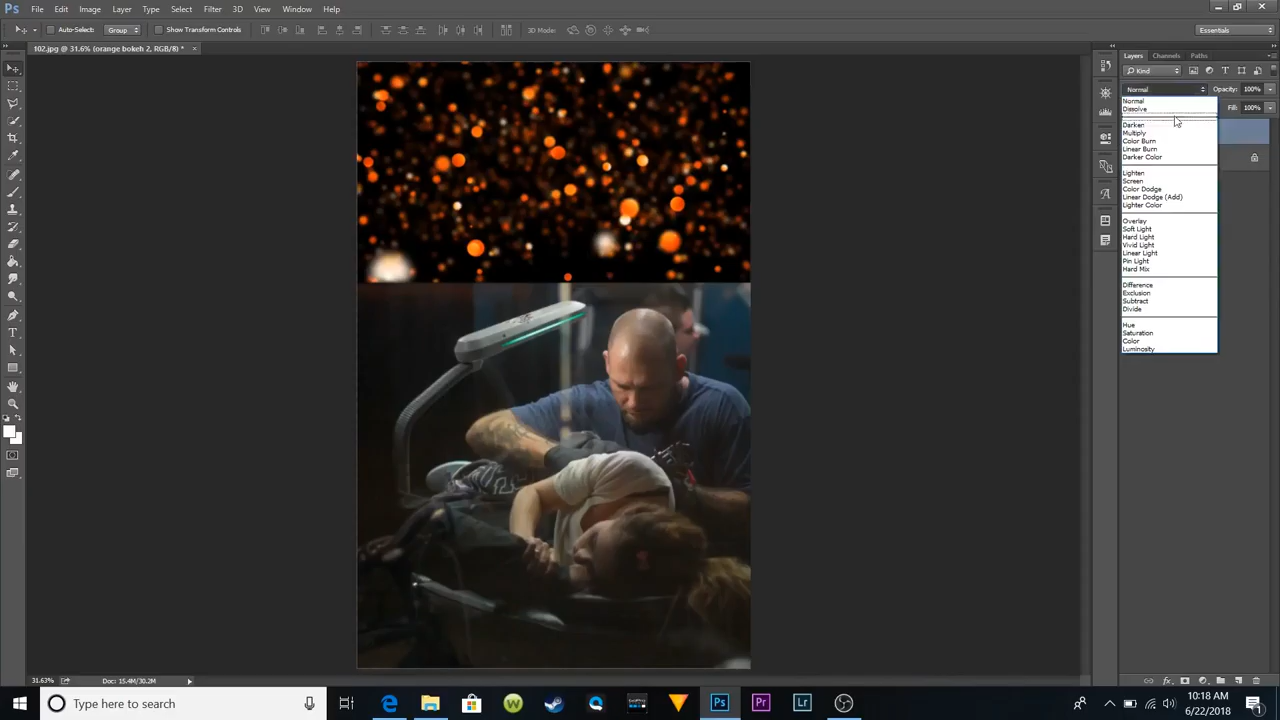 Ps File Edit Image Layer Type Select Filter 3D View Window Help
Auto-Select: Group Show Transform Controls 3D Mode: Essentials
102.jpg @ 31.6% (orange bokeh 2, RGB/8) * ×
Layers Channels Paths
Kind
Normal Opacity: 100%
Fill: 100%
Normal
Dissolve
Darken
Multiply
Color Burn
Linear Burn
Darker Color
Lighten
Screen
Color Dodge
Linear Dodge (Add)
Lighter Color
Overlay
Soft Light
Hard Light
Vivid Light
Linear Light
Pin Light
Hard Mix
Difference
Exclusion
Subtract
Divide
Hue
Saturation
Color
Luminosity
31.63% Doc: 15.4M/30.2M
Type here to search
Ps Pr Lr
10:18 AM
6/22/2018